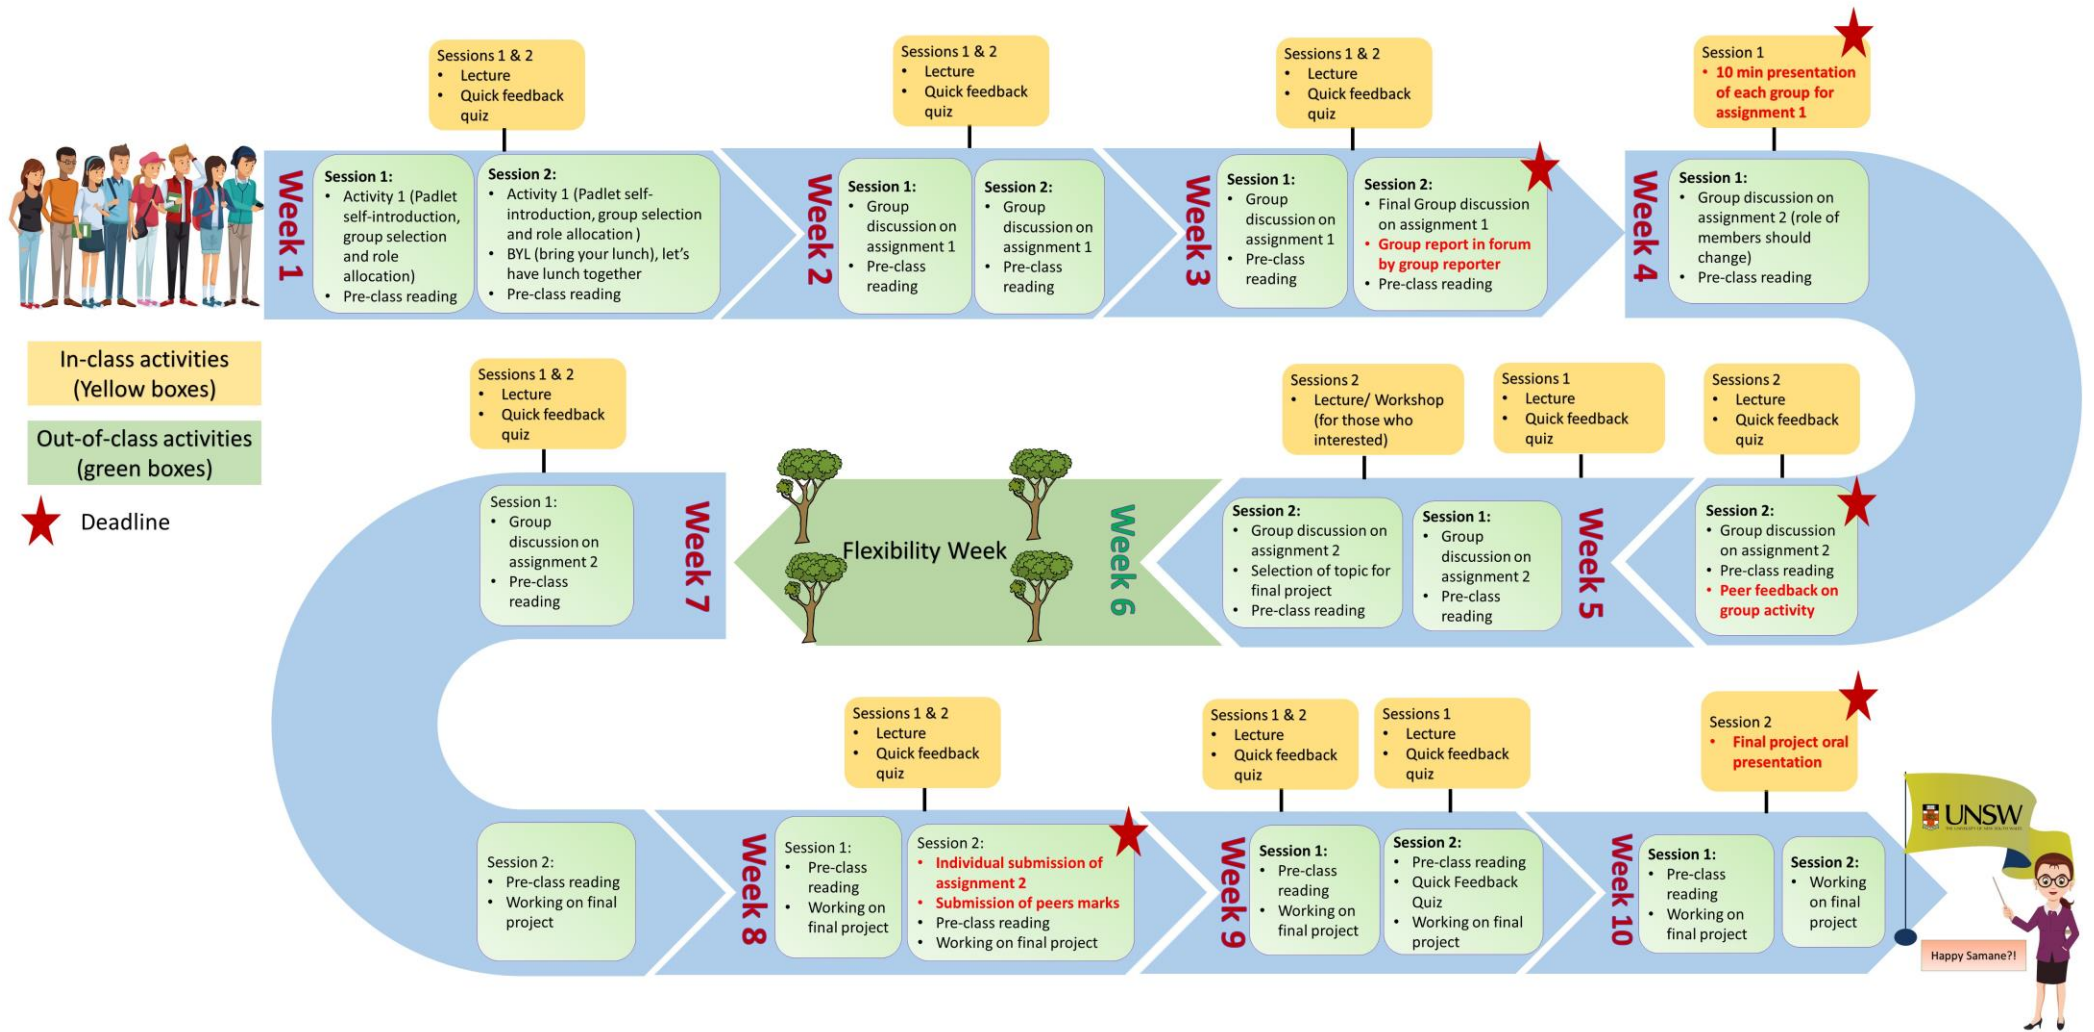 Sessions 1 & 2
• Lecture
• Quick feedback
quiz
Sessions 1 & 2
• Lecture
• Quick feedback
quiz
Sessions 1 & 2
• Lecture
• Quick feedback
quiz
Session 1
• 10 min presentation
of each group for
assignment 1
Week 1
Session 1:
• Activity 1 (Padlet
self-introduction,
group selection
and role
allocation)
• Pre-class reading
Session 2:
• Activity 1 (Padlet self-
introduction, group selection
and role allocation )
• BYL (bring your lunch), let's
have lunch together
• Pre-class reading
Week 2
Session 1:
• Group
discussion on
assignment 1
• Pre-class
reading
Session 2:
• Group
discussion on
assignment 1
• Pre-class
reading
Week 3
Session 1:
• Group
discussion on
assignment 1
• Pre-class
reading
Session 2:
• Final Group discussion
on assignment 1
• Group report in forum
by group reporter
• Pre-class reading
Week 4
Session 1:
• Group discussion on
assignment 2 (role of
members should
change)
• Pre-class reading
In-class activities
(Yellow boxes)
Out-of-class activities
(green boxes)
Deadline
Sessions 2
• Lecture
• Quick feedback
quiz
Session 2:
• Group discussion
on assignment 2
• Pre-class reading
• Peer feedback on
group activity
Week 5
Sessions 1
• Lecture
• Quick feedback
quiz
Session 1:
• Group
discussion on
assignment 2
• Pre-class
reading
Sessions 2
• Lecture/ Workshop
(for those who
interested)
Session 2:
• Group discussion on
assignment 2
• Selection of topic for
final project
• Pre-class reading
Week 6
Flexibility Week
Week 7
Sessions 1 & 2
• Lecture
• Quick feedback
quiz
Session 1:
• Group
discussion on
assignment 2
• Pre-class
reading
Session 2:
• Pre-class reading
• Working on final
project
Week 8
Sessions 1 & 2
• Lecture
• Quick feedback
quiz
Session 1:
• Pre-class
reading
• Working on
final project
Session 2:
• Individual submission of
assignment 2
• Submission of peers marks
• Pre-class reading
• Working on final project
Week 9
Sessions 1 & 2
• Lecture
• Quick feedback
quiz
Sessions 1
• Lecture
• Quick feedback
quiz
Session 1:
• Pre-class
reading
• Working on
final project
Session 2:
• Pre-class reading
• Quick Feedback
Quiz
• Working on final
project
Week 10
Session 2
• Final project oral
presentation
Session 1:
• Pre-class
reading
• Working on
final project
Session 2:
• Working
on final
project
UNSW
Happy Samane?!